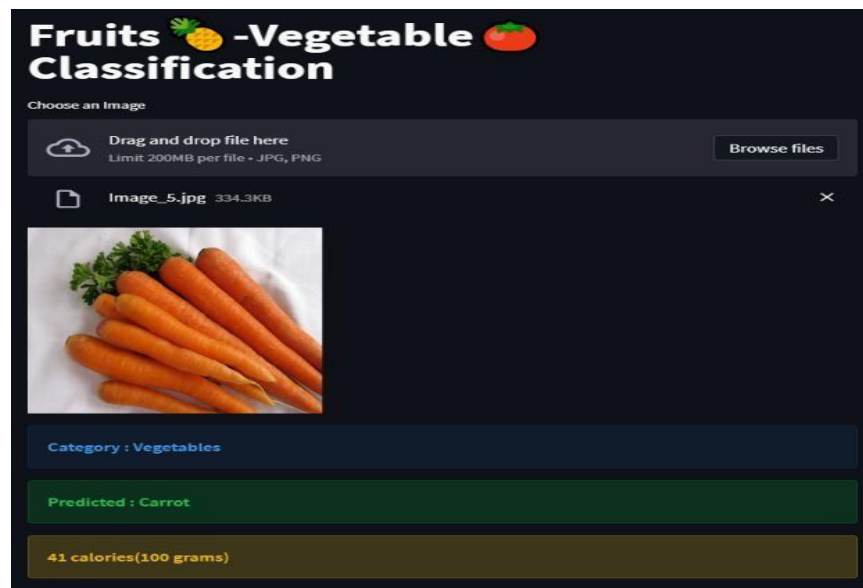 Fruits 🍍 -Vegetable 🍅
Classification
Choose an Image
Drag and drop file here
Limit 200MB per file • JPG, PNG
Browse files
Image_5.jpg 334.3KB
Category : Vegetables
Predicted : Carrot
41 calories(100 grams)